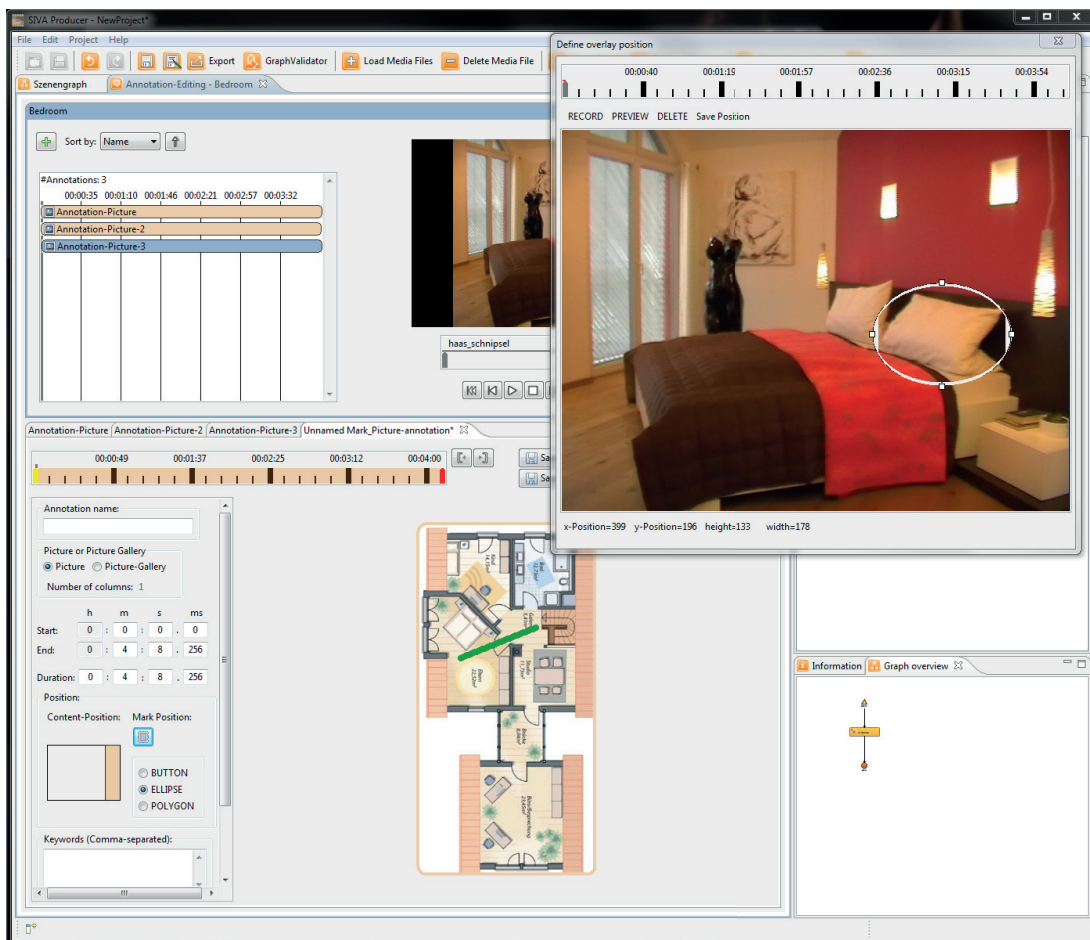 SIVA Producer - NewProject*
File Edit Project Help
Export GraphValidator Load Media Files Delete Media File
Szenengraph Annotation-Editing - Bedroom
Bedroom
Sort by: Name
#Annotations: 3
00:00:35 00:01:10 00:01:46 00:02:21 00:02:57 00:03:32
Annotation-Picture
Annotation-Picture-2
Annotation-Picture-3
haas_schnipsel
Define overlay position
00:00:40 00:01:19 00:01:57 00:02:36 00:03:15 00:03:54
RECORD PREVIEW DELETE Save Position
x-Position=399 y-Position=196 height=133 width=178
Annotation-Picture Annotation-Picture-2 Annotation-Picture-3 Unnamed Mark_Picture-annotation*
00:00:49 00:01:37 00:02:25 00:03:12 00:04:00
Sa
Sa
Annotation name:
Picture or Picture Gallery
Picture Picture-Gallery
Number of columns: 1
h m s ms
Start: 0 : 0 : 0 . 0
End: 0 : 4 : 8 . 256
Duration: 0 : 4 : 8 . 256
Position:
Content-Position: Mark Position:
BUTTON
ELLIPSE
POLYGON
Keywords (Comma-separated):
Kind
Bad
Eltern
Studio
Brücke
Information Graph overview